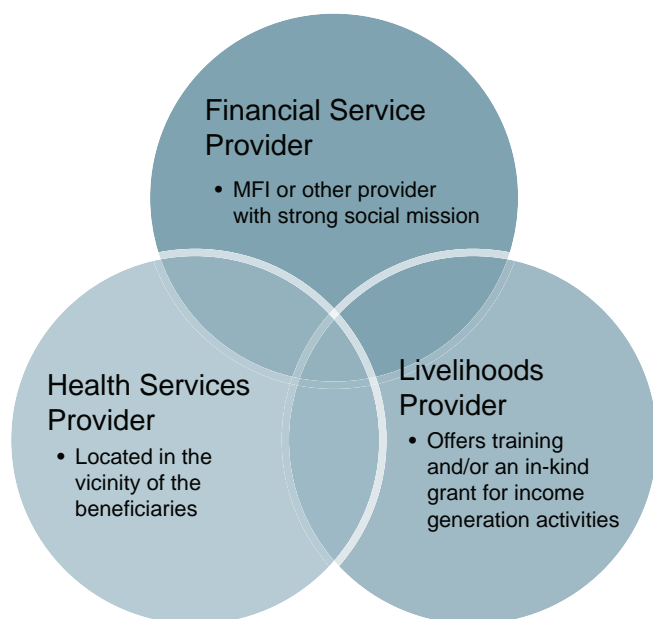 Financial Service
Provider
• MFI or other provider
with strong social mission
Health Services
Provider
• Located in the
vicinity of the
beneficiaries
Livelihoods
Provider
• Offers training
and/or an in-kind
grant for income
generation activities